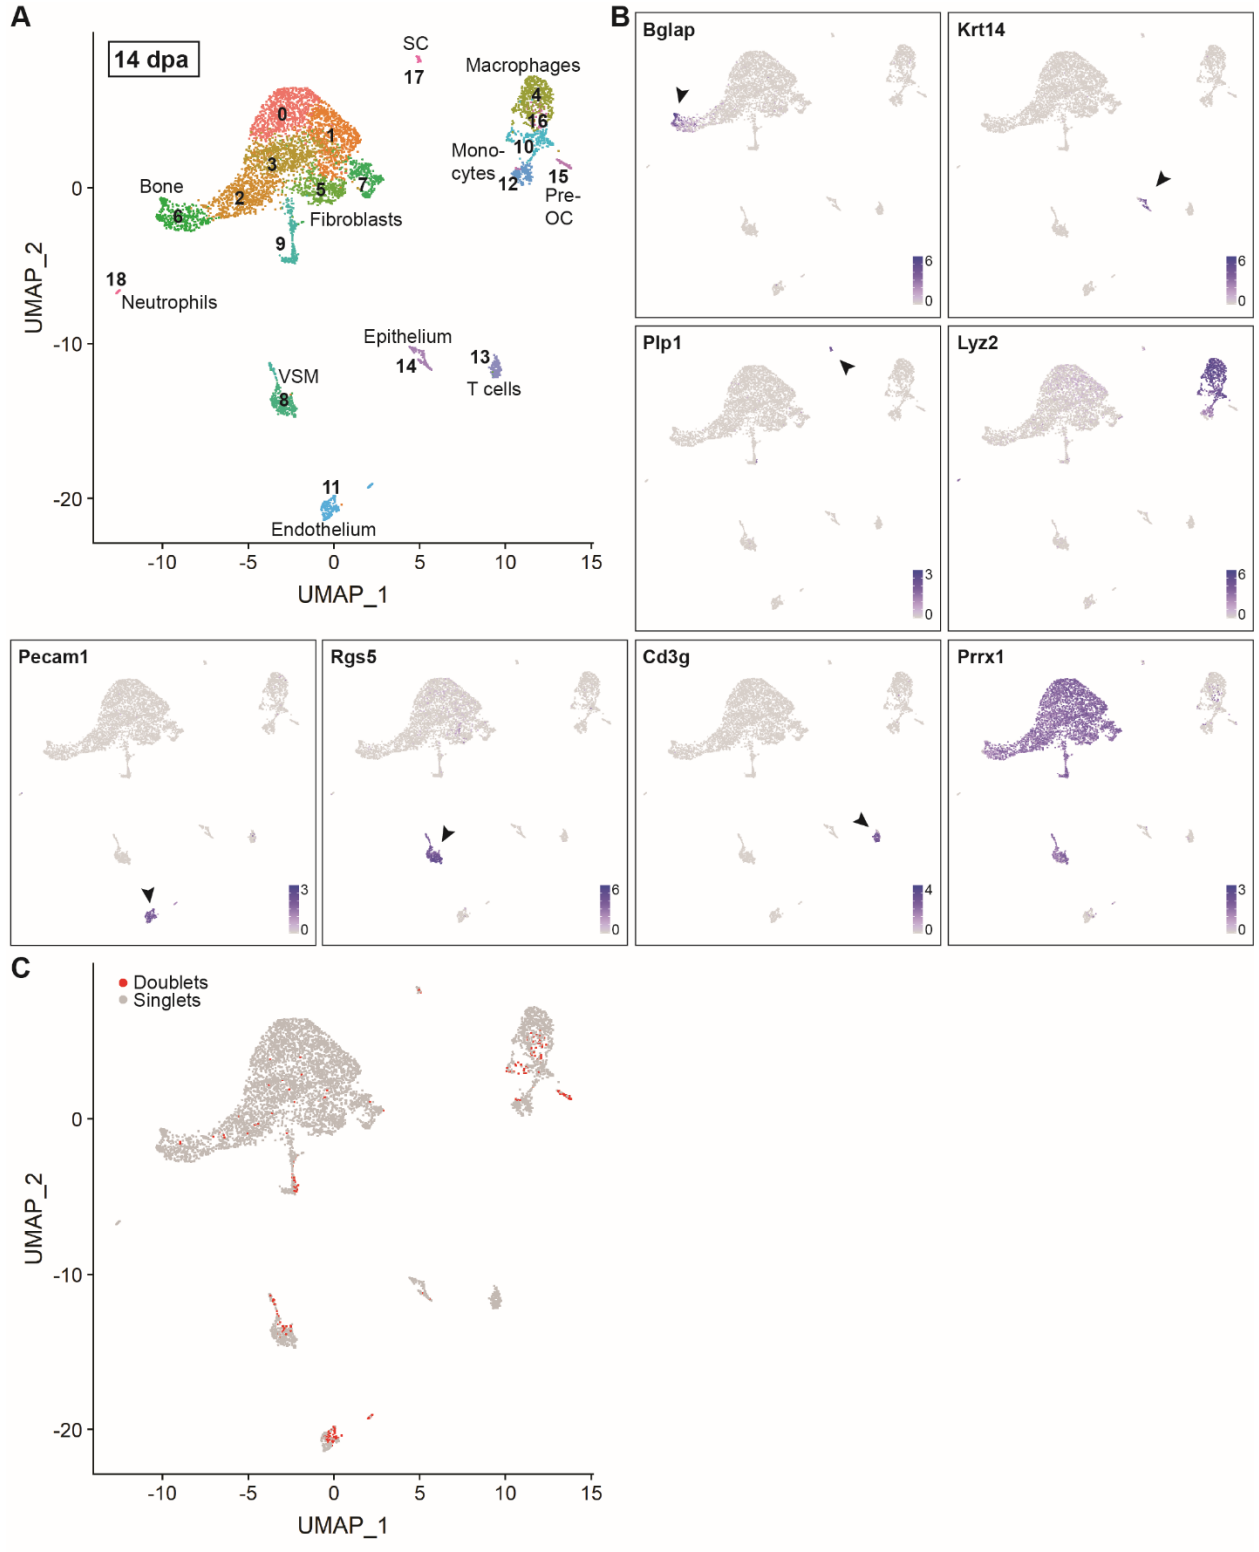 A
14 dpa
SC
17
Macrophages
4
16
10
Mono-
cytes
12
15
Pre-
OC
0
1
3
5
7
2
Bone
6
Fibroblasts
9
18
Neutrophils
Epithelium
14
13
T cells
VSM
8
11
Endothelium
0
-10
-20
UMAP_2
-10
-5
0
5
10
15
UMAP_1
B
Bglap
6
0
Krt14
6
0
Plp1
3
0
Lyz2
6
0
Pecam1
3
0
Rgs5
6
0
Cd3g
4
0
Prrx1
3
0
C
Doublets
Singlets
0
-10
-20
UMAP_2
-10
-5
0
5
10
15
UMAP_1